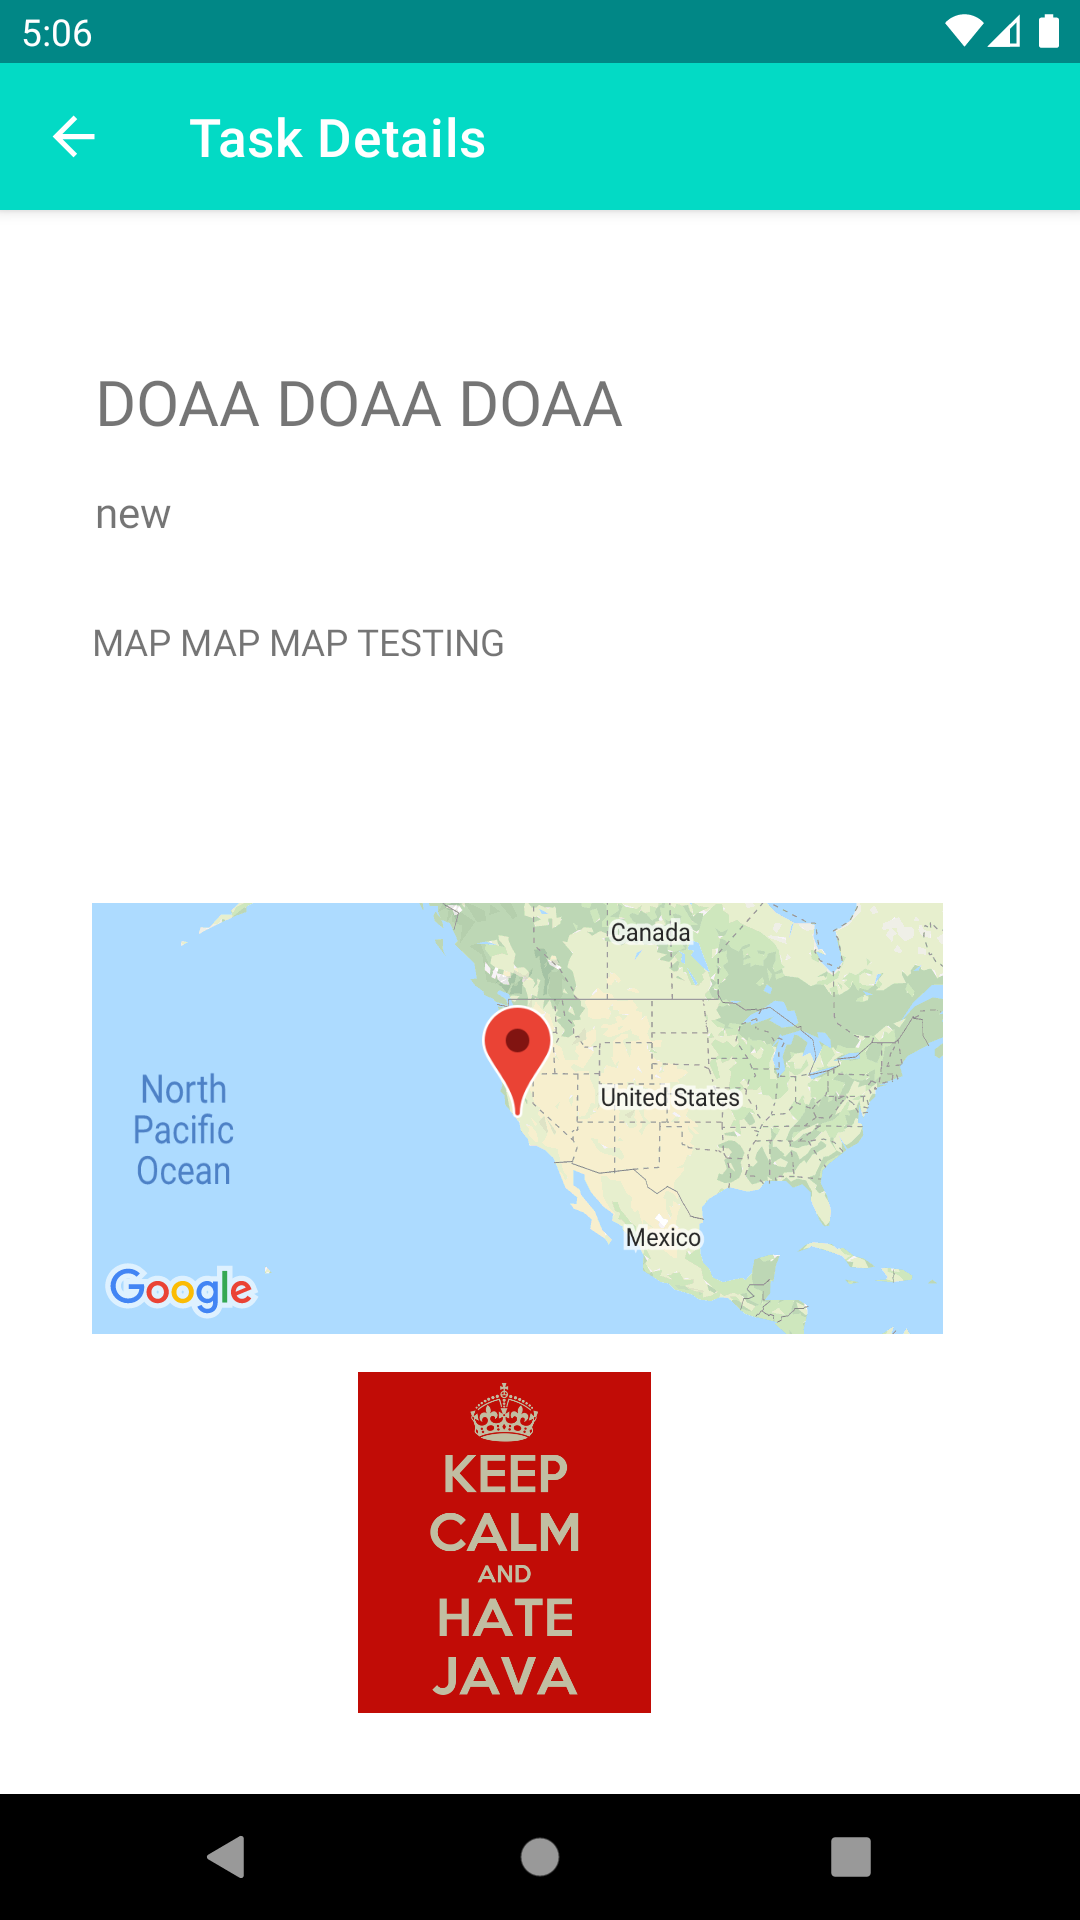 5:06
Task Details
DOAA DOAA DOAA
new
MAP MAP MAP TESTING
Canada
United States
North
Pacific
Ocean
Mexico
Google
KEEP
CALM
AND
HATE
JAVA